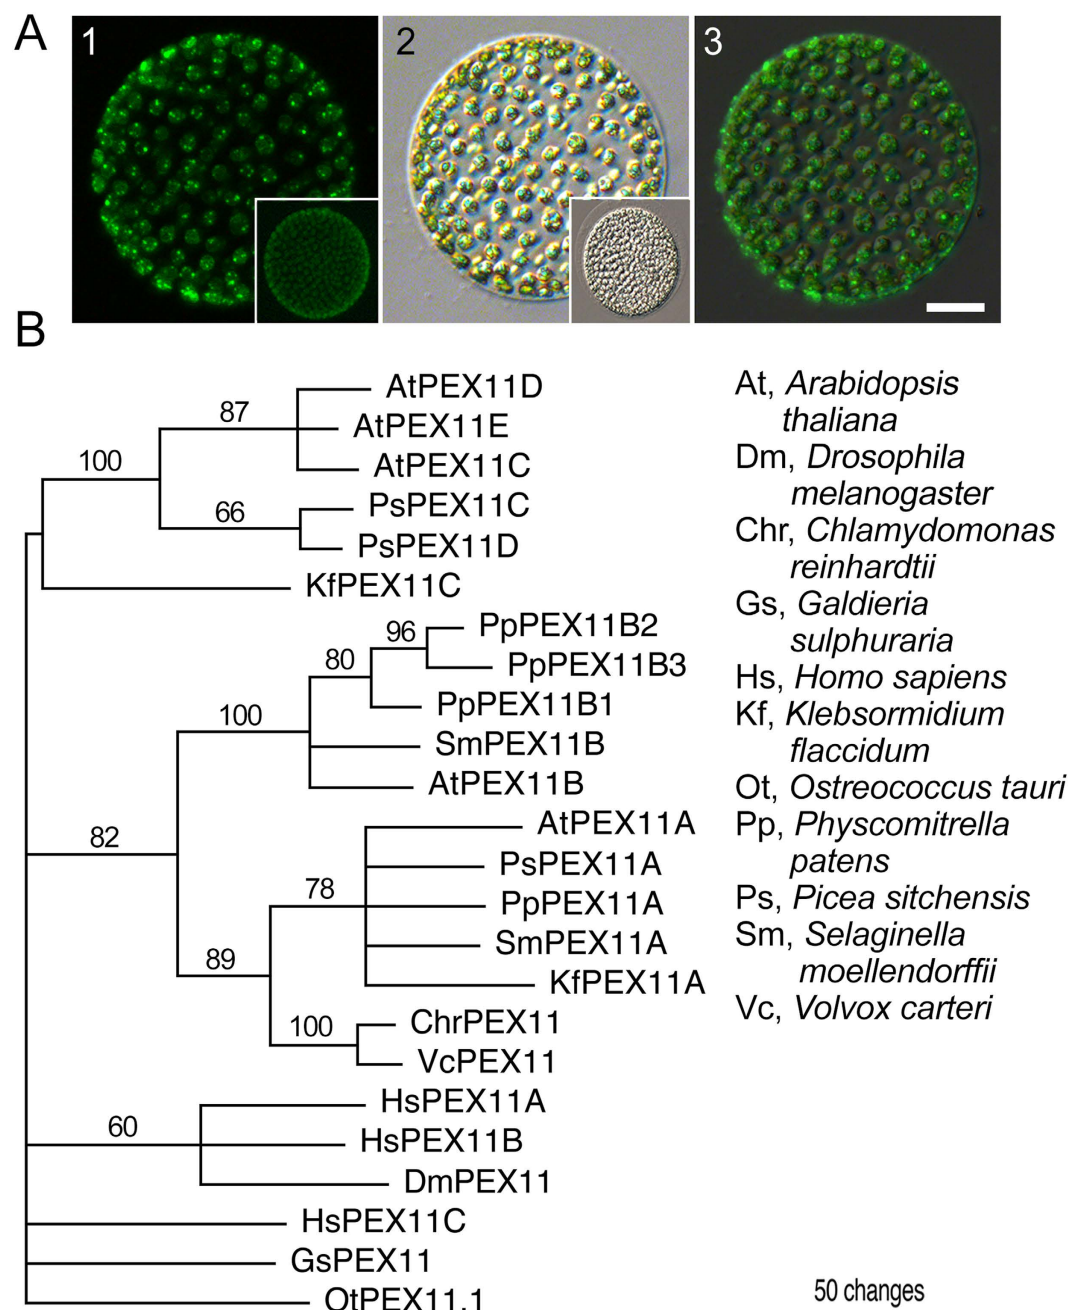 A
1
2
3
B
AtPEX11D
87
AtPEX11E
100
AtPEX11C
66
PsPEX11C
PsPEX11D
KfPEX11C
96
PpPEX11B2
80
PpPEX11B3
100
PpPEX11B1
SmPEX11B
AtPEX11B
82
AtPEX11A
78
PsPEX11A
PpPEX11A
89
SmPEX11A
KfPEX11A
100
ChrPEX11
VcPEX11
60
HsPEX11A
HsPEX11B
DmPEX11
HsPEX11C
GsPEX11
OtPEX11.1
At, Arabidopsis
thaliana
Dm, Drosophila
melanogaster
Chr, Chlamydomonas
reinhardtii
Gs, Galdieria
sulphuraria
Hs, Homo sapiens
Kf, Klebsormidium
flaccidum
Ot, Ostreococcus tauri
Pp, Physcomitrella
patens
Ps, Picea sitchensis
Sm, Selaginella
moellendorffii
Vc, Volvox carteri
50 changes